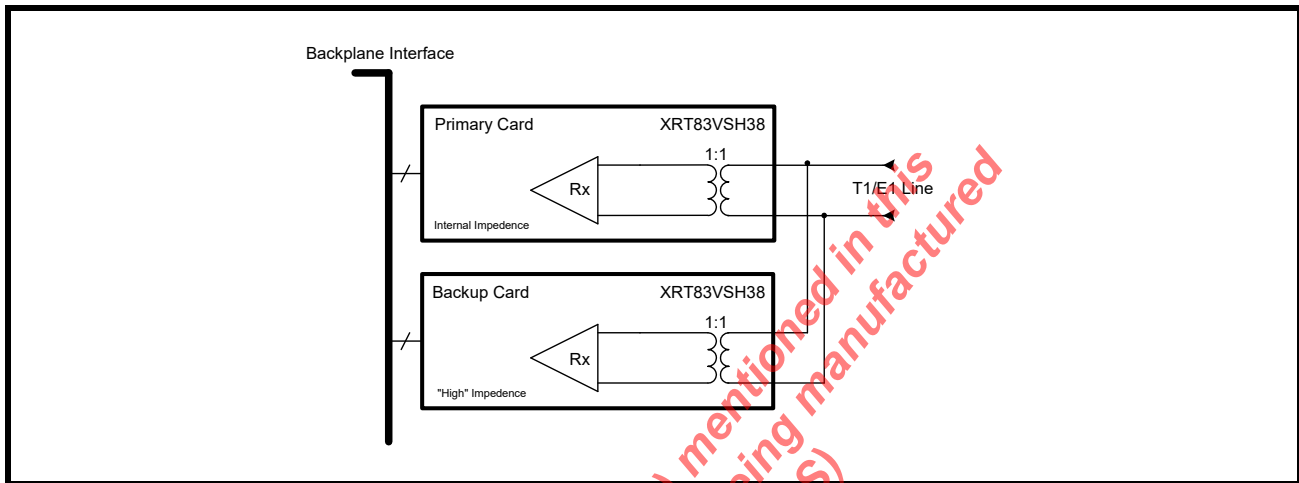 Backplane Interface
Primary Card XRT83VSH38
1:1
Rx
T1/E1 Line
Internal Impedence
Backup Card XRT83VSH38
1:1
Rx
"High" Impedence
mentioned in this
being manufactured
S)